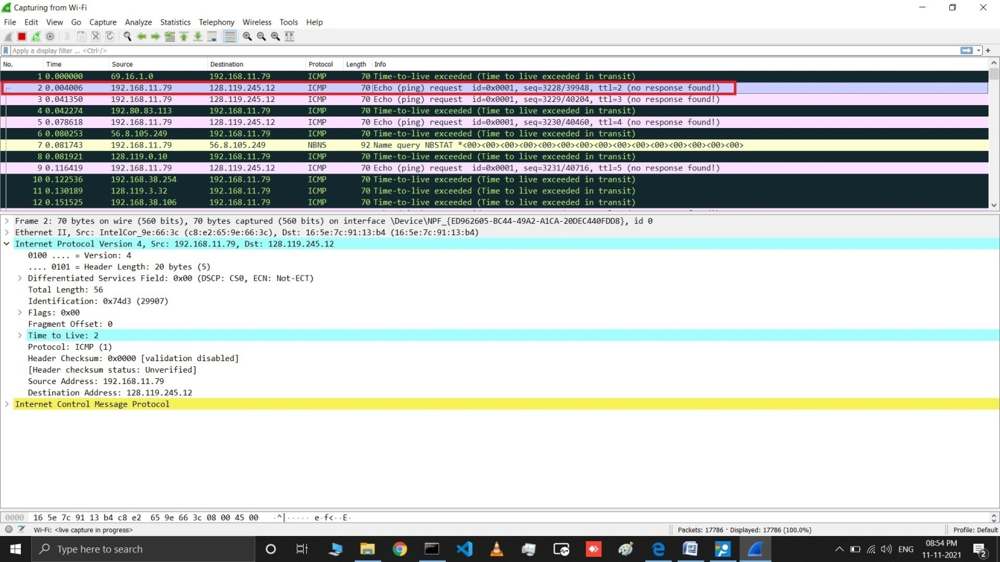 Capturing from Wi-Fi
File Edit View Go Capture Analyze Statistics Telephony Wireless Tools Help
Apply a display filter ... <Ctrl-/>
No. Time Source Destination Protocol Length Info
1 0.000000 69.16.1.0 192.168.11.79 ICMP 70 Time-to-live exceeded (Time to live exceeded in transit)
2 0.004006 192.168.11.79 128.119.245.12 ICMP 70 Echo (ping) request id=0x0001, seq=3228/39948, ttl=2 (no response found!)
3 0.041350 192.168.11.79 128.119.245.12 ICMP 70 Echo (ping) request id=0x0001, seq=3229/40204, ttl=3 (no response found!)
4 0.042274 192.80.83.113 192.168.11.79 ICMP 70 Time-to-live exceeded (Time to live exceeded in transit)
5 0.078618 192.168.11.79 128.119.245.12 ICMP 70 Echo (ping) request id=0x0001, seq=3230/40460, ttl=4 (no response found!)
6 0.080253 56.8.105.249 192.168.11.79 ICMP 70 Time-to-live exceeded (Time to live exceeded in transit)
7 0.081743 192.168.11.79 56.8.105.249 NBNS 92 Name query NBSTAT *<00><00><00><00><00><00><00><00><00><00><00><00><00><00><00>
8 0.081921 128.119.0.10 192.168.11.79 ICMP 70 Time-to-live exceeded (Time to live exceeded in transit)
9 0.116419 192.168.11.79 128.119.245.12 ICMP 70 Echo (ping) request id=0x0001, seq=3231/40716, ttl=5 (no response found!)
10 0.122536 192.168.38.254 192.168.11.79 ICMP 70 Time-to-live exceeded (Time to live exceeded in transit)
11 0.130189 128.119.3.32 192.168.11.79 ICMP 70 Time-to-live exceeded (Time to live exceeded in transit)
12 0.151525 192.168.38.106 192.168.11.79 ICMP 70 Time-to-live exceeded (Time to live exceeded in transit)
Frame 2: 70 bytes on wire (560 bits), 70 bytes captured (560 bits) on interface \Device\NPF_{ED962605-BC44-49A2-A1CA-20DEC440FDD8}, id 0
Ethernet II, Src: IntelCor_9e:66:3c (c8:e2:65:9e:66:3c), Dst: 16:5e:7c:91:13:b4 (16:5e:7c:91:13:b4)
Internet Protocol Version 4, Src: 192.168.11.79, Dst: 128.119.245.12
0100 .... = Version: 4
.... 0101 = Header Length: 20 bytes (5)
Differentiated Services Field: 0x00 (DSCP: CS0, ECN: Not-ECT)
Total Length: 56
Identification: 0x74d3 (29907)
Flags: 0x00
Fragment Offset: 0
Time to Live: 2
Protocol: ICMP (1)
Header Checksum: 0x0000 [validation disabled]
[Header checksum status: Unverified]
Source Address: 192.168.11.79
Destination Address: 128.119.245.12
Internet Control Message Protocol
0000 16 5e 7c 91 13 b4 c8 e2 65 9e 66 3c 08 00 45 00 ·^|····· e·f<··E·
Wi-Fi: <live capture in progress> Packets: 17786 · Displayed: 17786 (100.0%) Profile: Default
Type here to search ENG 08:54 PM
11-11-2021 2